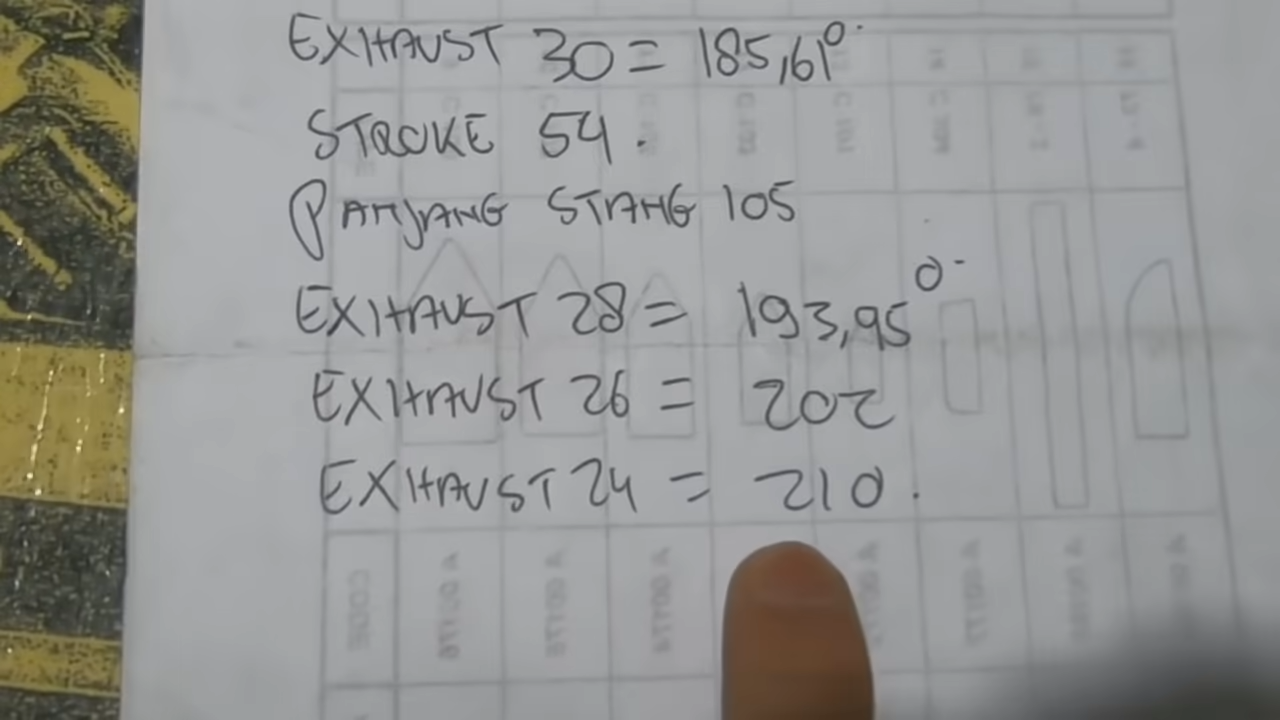 EXHAUST 30 = 185,61°
STROKE 54.
PANJANG STANG 105
EXHAUST 28 = 193,95°
EXHAUST 26 = 202
EXHAUST 24 = 210.